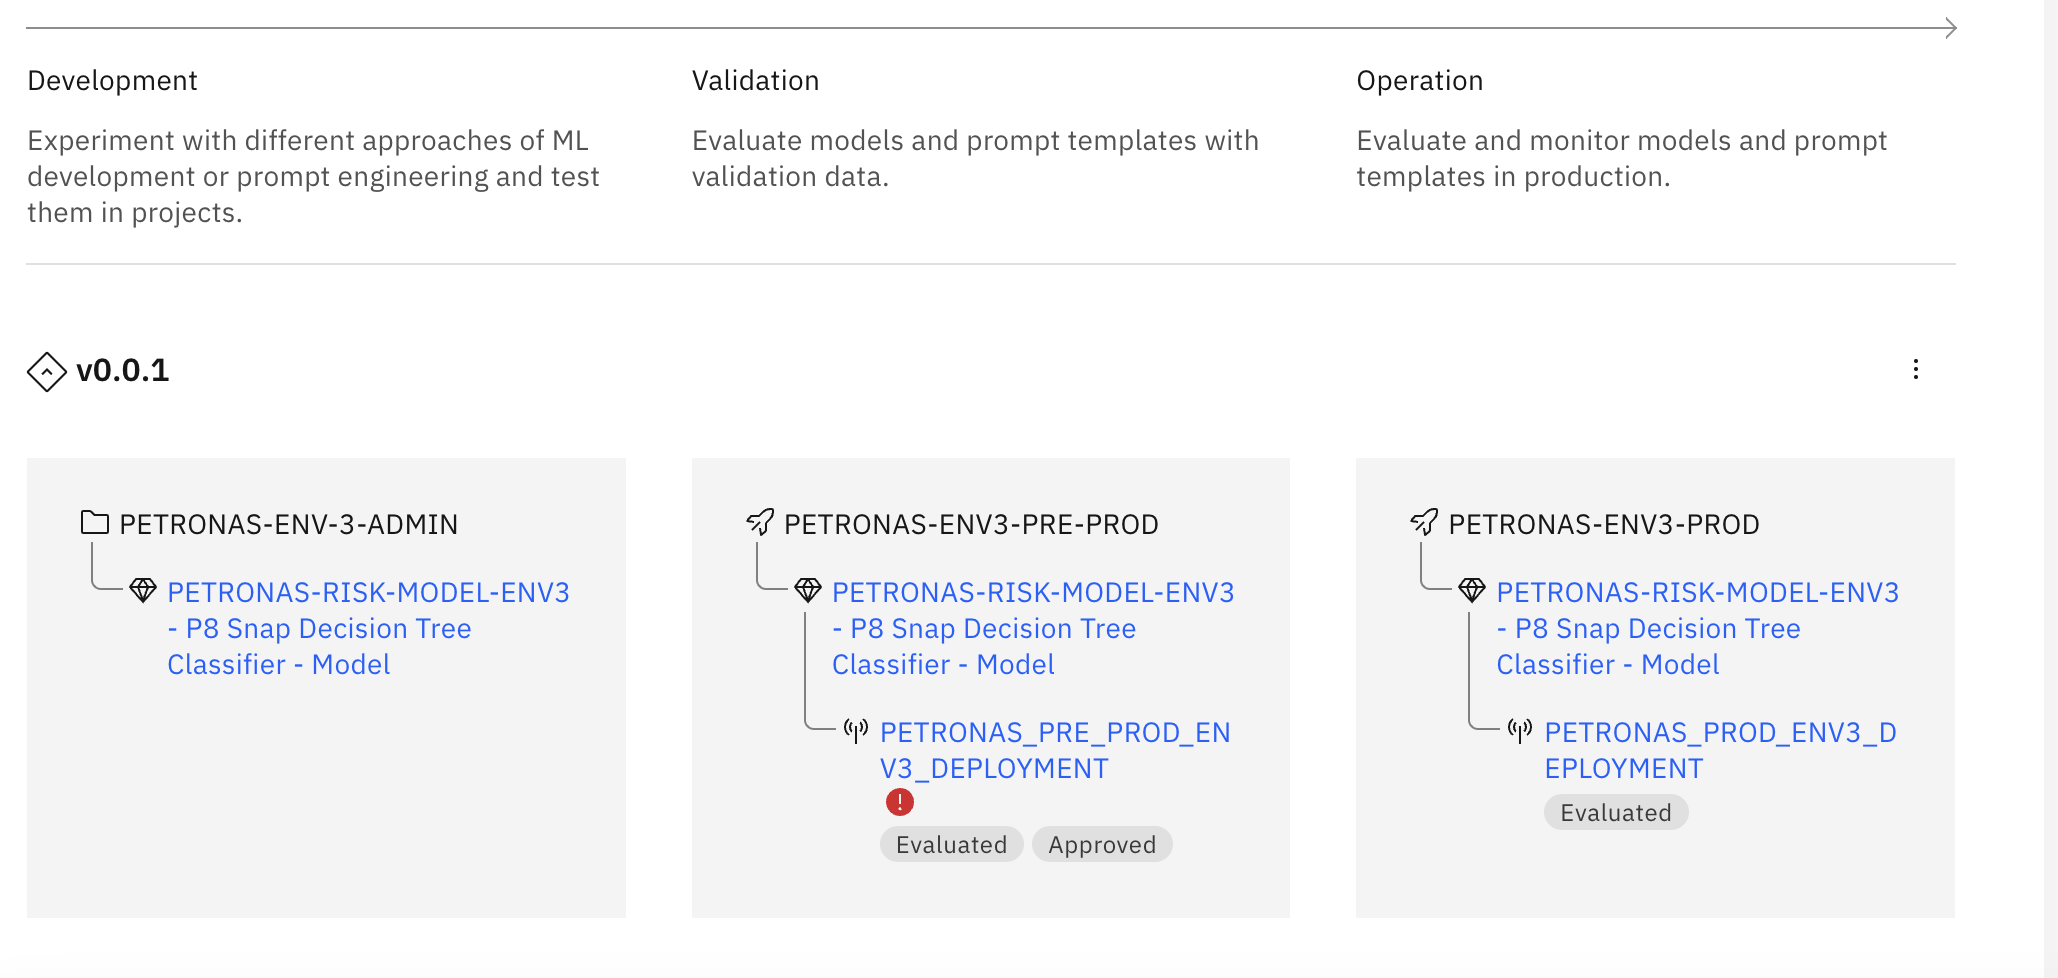 Development
Experiment with different approaches of ML
development or prompt engineering and test
them in projects.
Validation
Evaluate models and prompt templates with
validation data.
Operation
Evaluate and monitor models and prompt
templates in production.
v0.0.1
PETRONAS-ENV-3-ADMIN
PETRONAS-RISK-MODEL-ENV3
- P8 Snap Decision Tree
Classifier - Model
PETRONAS-ENV3-PRE-PROD
PETRONAS-RISK-MODEL-ENV3
- P8 Snap Decision Tree
Classifier - Model
PETRONAS_PRE_PROD_EN
V3_DEPLOYMENT
Evaluated Approved
PETRONAS-ENV3-PROD
PETRONAS-RISK-MODEL-ENV3
- P8 Snap Decision Tree
Classifier - Model
PETRONAS_PROD_ENV3_D
EPLOYMENT
Evaluated